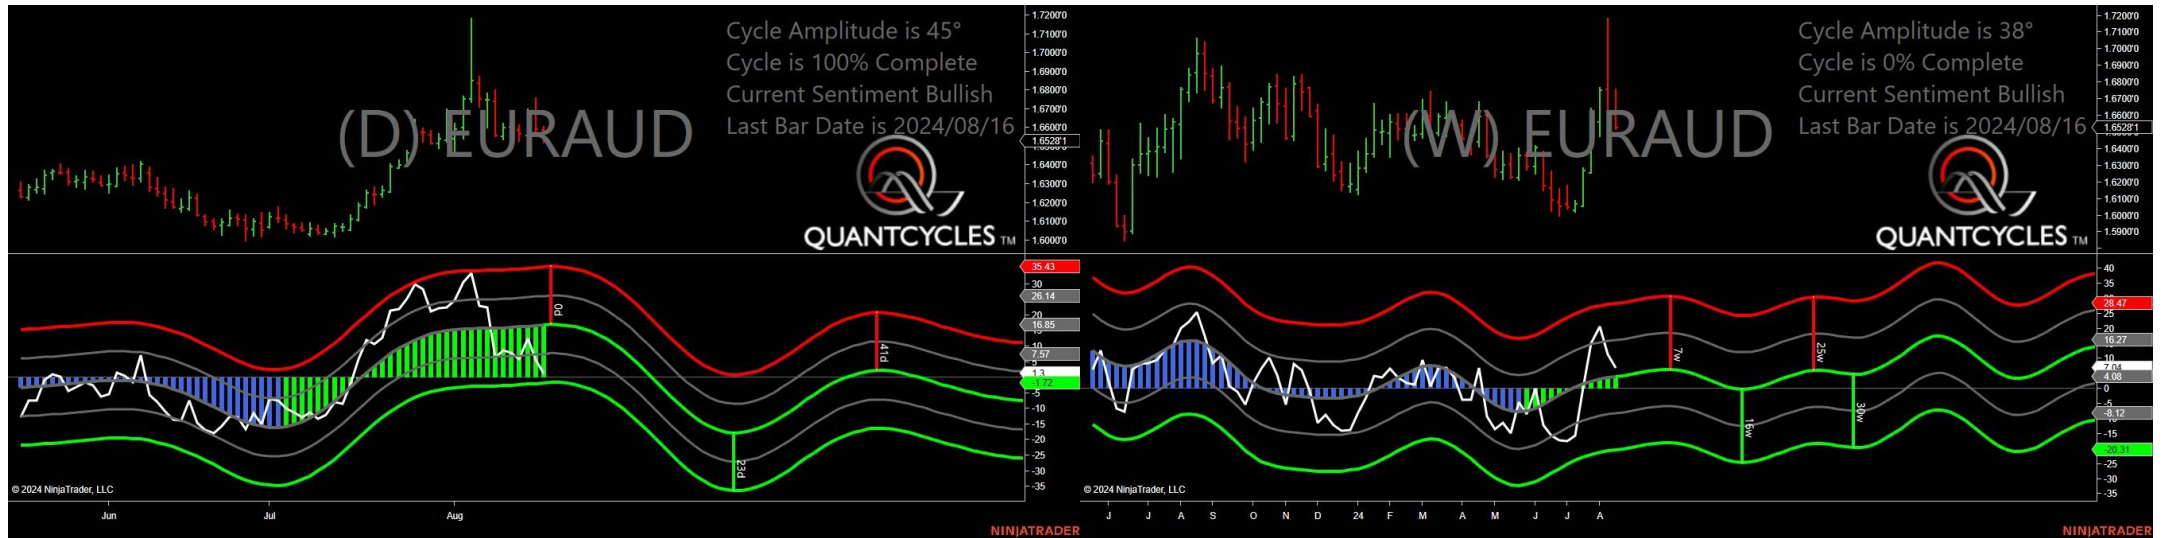 Cycle Amplitude is 45°
Cycle is 100% Complete
Current Sentiment Bullish
Last Bar Date is 2024/08/16
(D) EURAUD
QUANTCYCLES TM
1.7200'0
1.7100'0
1.7000'0
1.6900'0
1.6800'0
1.6700'0
1.6600'0
1.6528'1
1.6400'0
1.6300'0
1.6200'0
1.6100'0
1.6000'0
35.43
30
26.14
20
16.85
10
7.57
1.3
-1.72
-5
-10
-15
-20
-25
-30
-35
0d
23d
41d
© 2024 NinjaTrader, LLC
Jun
Jul
Aug
NINJATRADER
Cycle Amplitude is 38°
Cycle is 0% Complete
Current Sentiment Bullish
Last Bar Date is 2024/08/16
(W) EURAUD
QUANTCYCLES TM
1.7200'0
1.7100'0
1.7000'0
1.6900'0
1.6800'0
1.6700'0
1.6600'0
1.6528'1
1.6400'0
1.6300'0
1.6200'0
1.6100'0
1.6000'0
1.5900'0
40
35
28.47
25
20
16.27
10
7.04
4.08
0
-5
-8.12
-15
-20.31
-25
-30
-35
7w
16w
25w
30w
© 2024 NinjaTrader, LLC
J J A S O N D 24 F M A M J J A
NINJATRADER